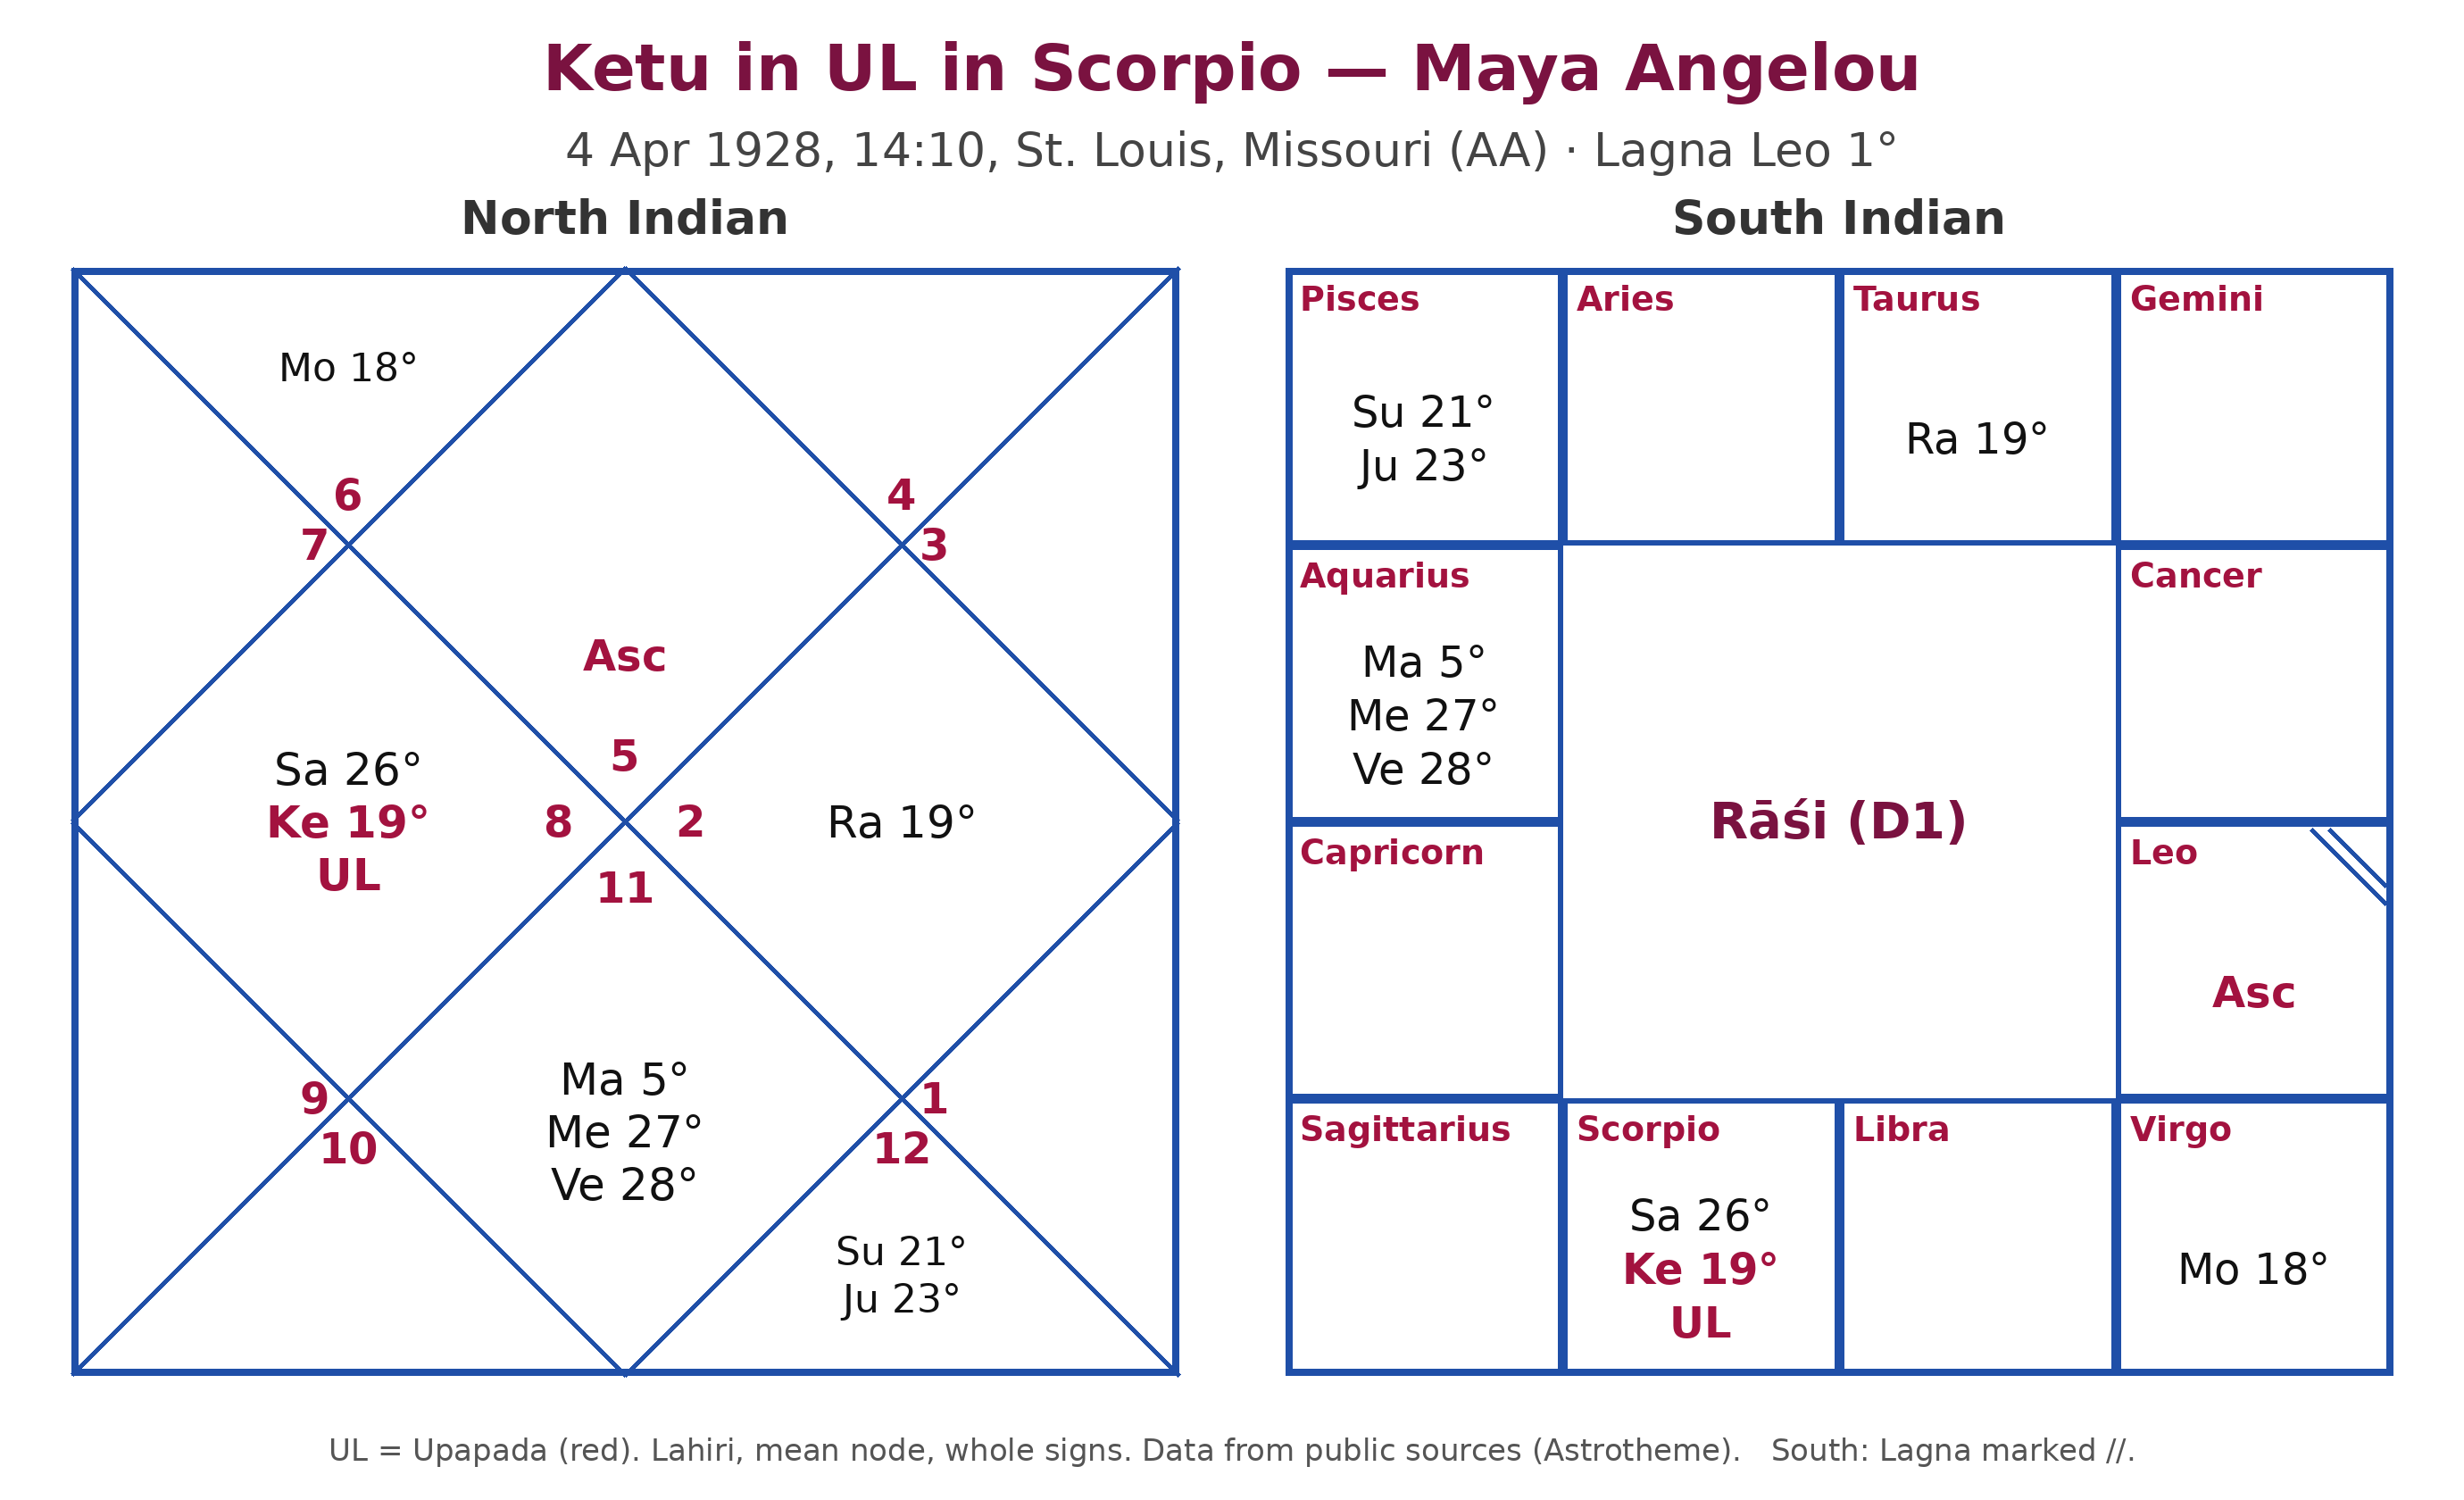 Ketu in UL in Scorpio — Maya Angelou
4 Apr 1928, 14:10, St. Louis, Missouri (AA) · Lagna Leo 1°
North Indian
Mo 18°
6
7
4
3
Asc
5
Sa 26°
Ke 19°
UL
8
2
Ra 19°
11
9
10
Ma 5°
Me 27°
Ve 28°
1
12
Su 21°
Ju 23°
South Indian
Pisces
Su 21°
Ju 23°
Aries
Taurus
Ra 19°
Gemini
Aquarius
Ma 5°
Me 27°
Ve 28°
Cancer
Capricorn
Rāśi (D1)
Leo
Asc
Sagittarius
Scorpio
Sa 26°
Ke 19°
UL
Libra
Virgo
Mo 18°
UL = Upapada (red). Lahiri, mean node, whole signs. Data from public sources (Astrotheme). South: Lagna marked //.